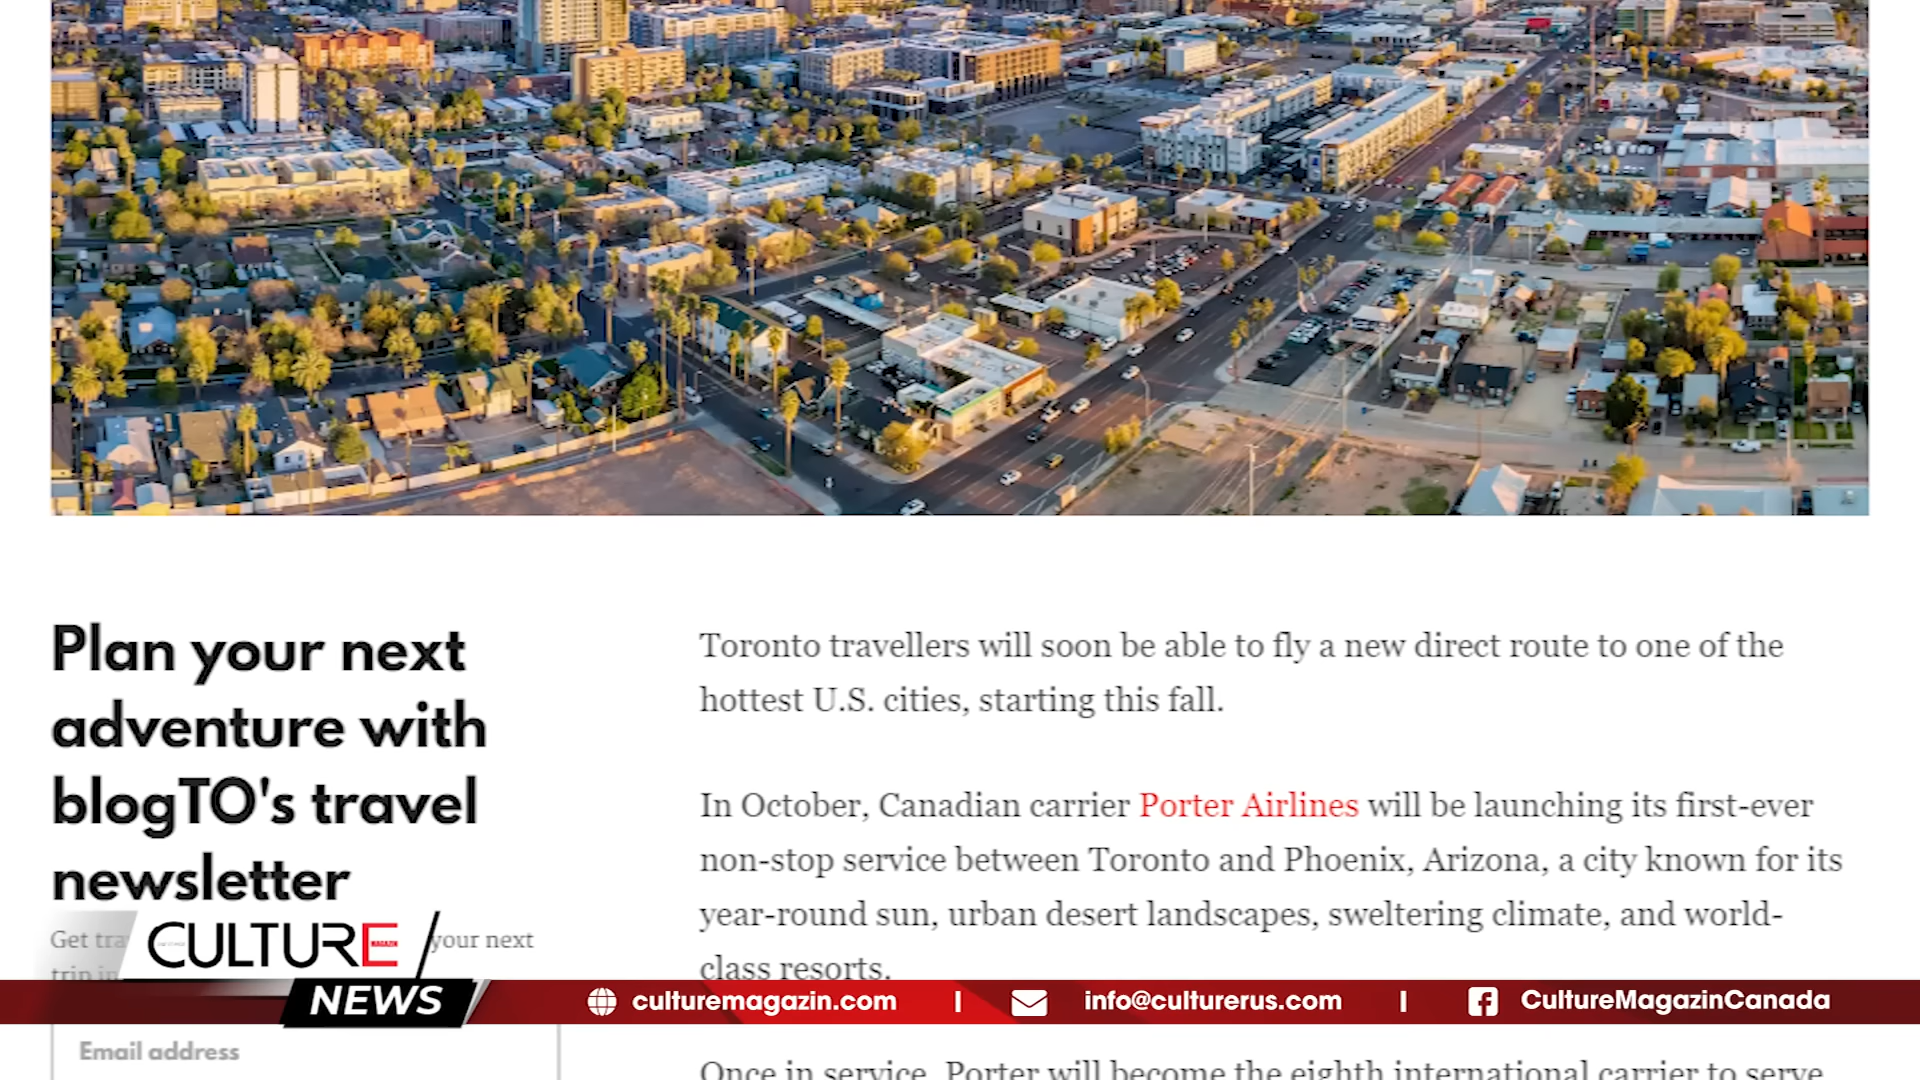 Plan your next
adventure with
blogTO's travel
newsletter
Get tra
your next
trip in
Email address
Toronto travellers will soon be able to fly a new direct route to one of the
hottest U.S. cities, starting this fall.
In October, Canadian carrier Porter Airlines will be launching its first-ever
non-stop service between Toronto and Phoenix, Arizona, a city known for its
year-round sun, urban desert landscapes, sweltering climate, and world-
class resorts.
Once in service, Porter will become the eighth international carrier to serve
CULTURE
MAGAZIN
NEWS
culturemagazin.com | info@culturerus.com | CultureMagazinCanada